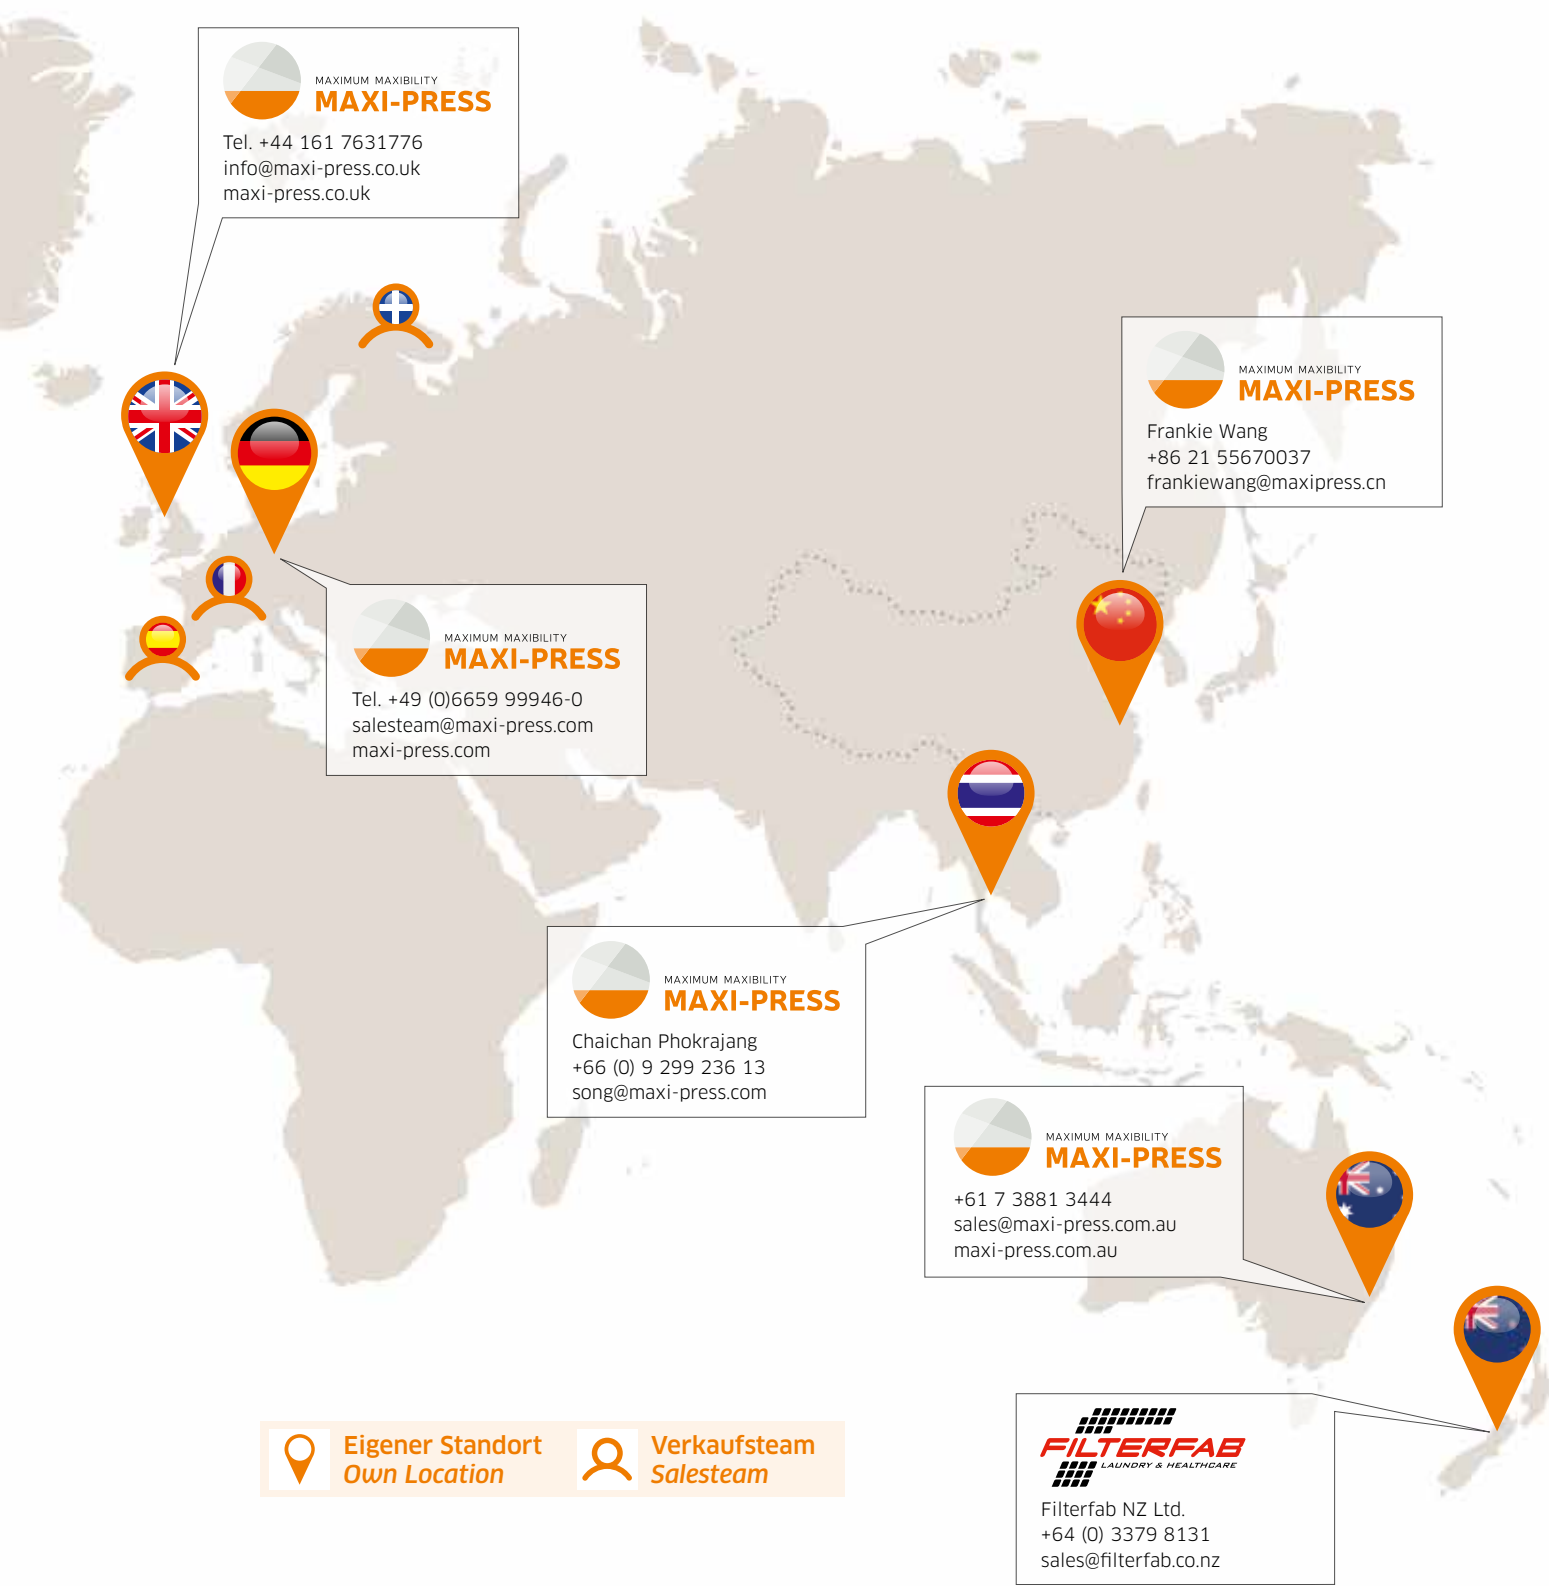 MAXIMUM MAXIBILITY
MAXI-PRESS
Tel. +44 161 7631776
info@maxi-press.co.uk
maxi-press.co.uk
MAXIMUM MAXIBILITY
MAXI-PRESS
Frankie Wang
+86 21 55670037
frankiewang@maxipress.cn
MAXIMUM MAXIBILITY
MAXI-PRESS
Tel. +49 (0)6659 99946-0
salesteam@maxi-press.com
maxi-press.com
MAXIMUM MAXIBILITY
MAXI-PRESS
Chaichan Phokrajang
+66 (0) 9 299 236 13
song@maxi-press.com
MAXIMUM MAXIBILITY
MAXI-PRESS
+61 7 3881 3444
sales@maxi-press.com.au
maxi-press.com.au
FILTERFAB
LAUNDRY & HEALTHCARE
Filterfab NZ Ltd.
+64 (0) 3379 8131
sales@filterfab.co.nz
Eigener Standort
Own Location
Verkaufsteam
Salesteam